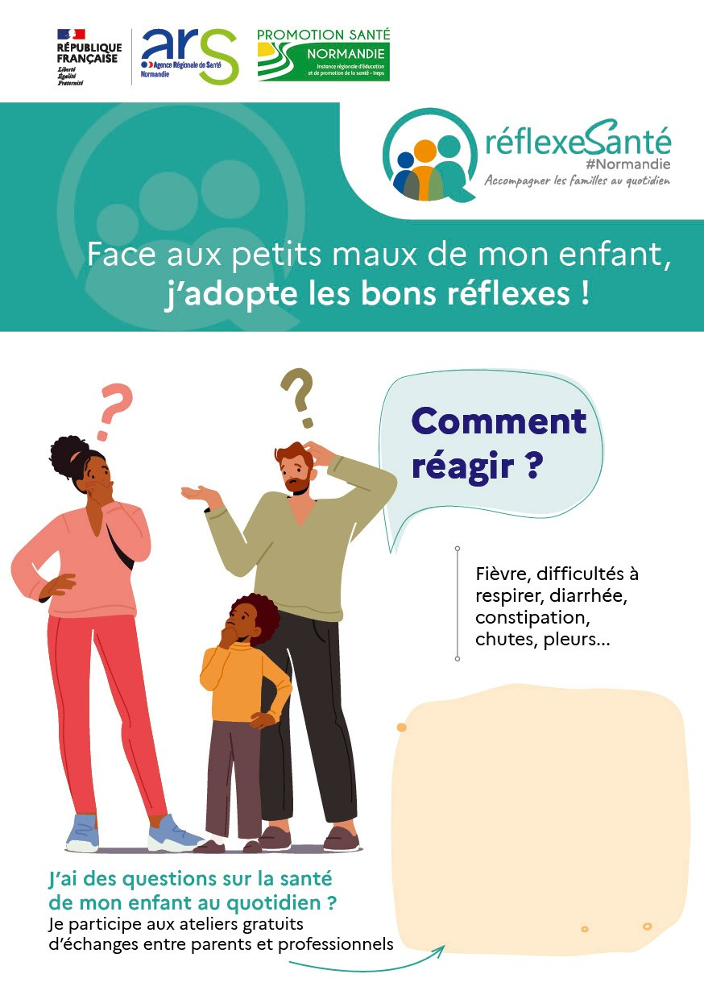 RÉPUBLIQUE
FRANÇAISE
Liberté
Égalité
Fraternité
ars
Agence Régionale de Santé
Normandie
PROMOTION SANTÉ
NORMANDIE
Instance régionale d'éducation
et de promotion de la santé - Ireps
réflexeSanté
#Normandie
Accompagner les familles au quotidien
Face aux petits maux de mon enfant,
j'adopte les bons réflexes !
?
?
Comment
réagir ?
Fièvre, difficultés à
respirer, diarrhée,
constipation,
chutes, pleurs...
J'ai des questions sur la santé
de mon enfant au quotidien ?
Je participe aux ateliers gratuits
d'échanges entre parents et professionnels